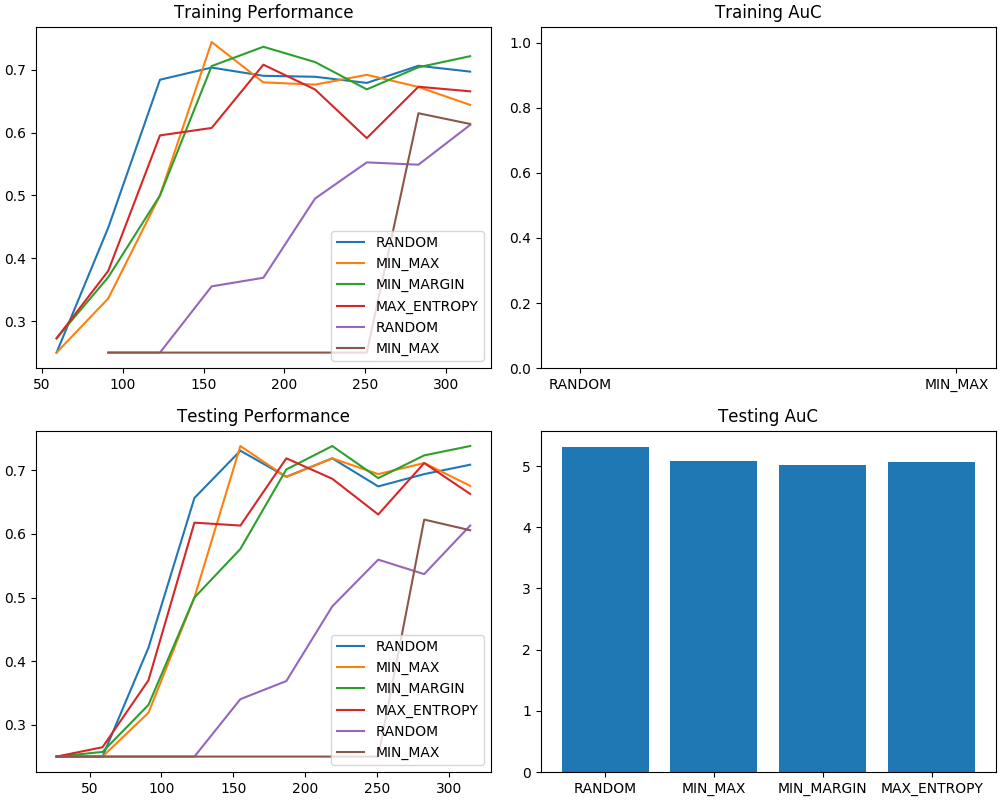 Training Performance
0.7
0.6
0.5
0.4
0.3
50 100 150 200 250 300
RANDOM
MIN_MAX
MIN_MARGIN
MAX_ENTROPY
RANDOM
MIN_MAX
Training AuC
1.0
0.8
0.6
0.4
0.2
0.0
RANDOM MIN_MAX
Testing Performance
0.7
0.6
0.5
0.4
0.3
50 100 150 200 250 300
RANDOM
MIN_MAX
MIN_MARGIN
MAX_ENTROPY
RANDOM
MIN_MAX
Testing AuC
5
4
3
2
1
0
RANDOM MIN_MAX MIN_MARGIN MAX_ENTROPY